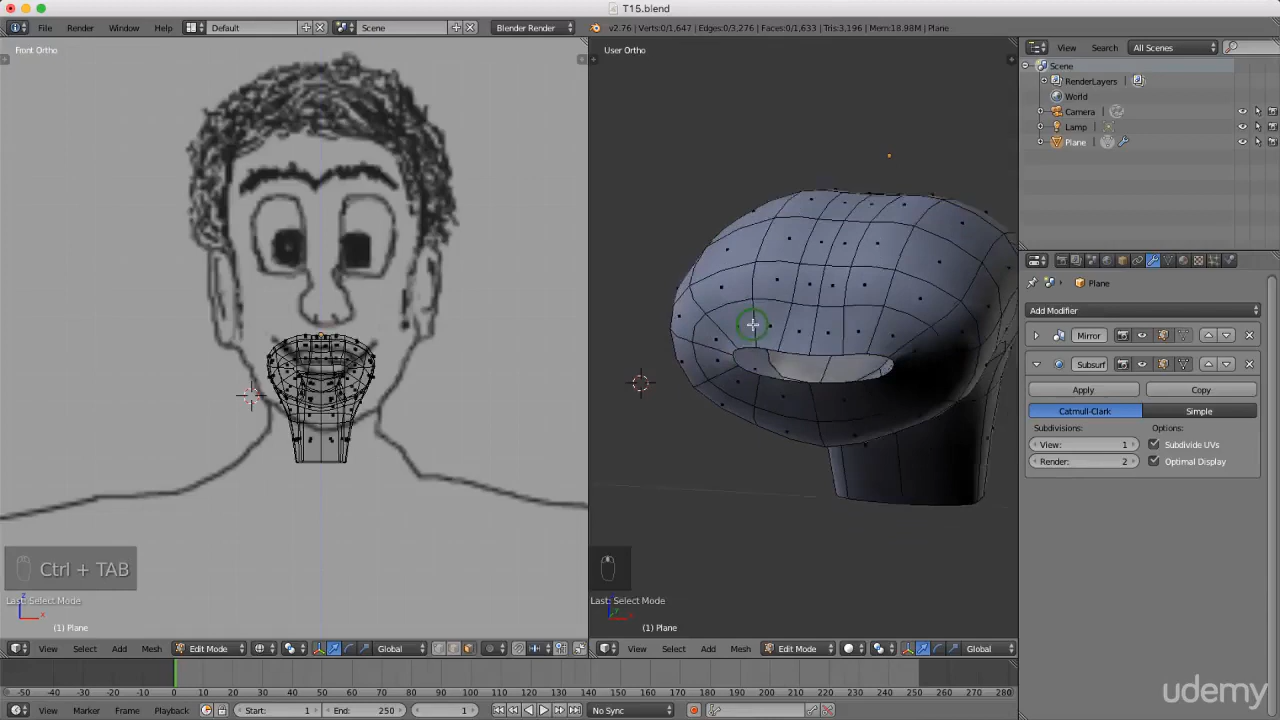 T15.blend
File Render Window Help Default Scene Blender Render v2.76 | Verts:0/1,647 | Edges:0/3,276 | Faces:0/1,633 | Tris:3,196 | Mem:18.98M | Plane
Front Ortho
User Ortho
View Search All Scenes
Scene
RenderLayers
World
Camera
Lamp
Plane
Plane
Add Modifier
Mirror
Subsurf
Apply Copy
Catmull-Clark Simple
Subdivisions: Options:
View: 1 Subdivide UVs
Render: 2 Optimal Display
Ctrl + TAB
Last: Select Mode
Last: Select Mode
z
x
(1) Plane
(1) Plane
View Select Add Mesh Edit Mode Global
View Select Add Mesh Edit Mode Global
-50 -40 -30 -20 -10 0 10 20 30 40 50 60 70 80 90 100 110 120 130 140 150 160 170 180 190 200 210 220 230 240 250 260 270 280
View Marker Frame Playback Start: 1 End: 250 1 No Sync
udemy